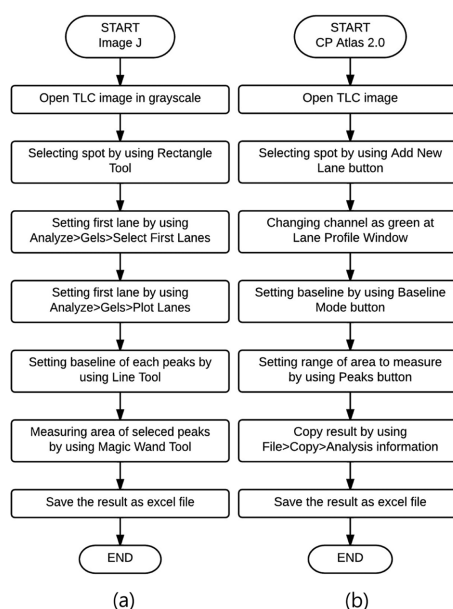 START
Image J
Open TLC image in grayscale
Selecting spot by using Rectangle
Tool
Setting first lane by using
Analyze>Gels>Select First Lanes
Setting first lane by using
Analyze>Gels>Plot Lanes
Setting baseline of each peaks by
using Line Tool
Measuring area of seleced peaks
by using Magic Wand Tool
Save the result as excel file
END
(a)
START
CP Atlas 2.0
Open TLC image
Selecting spot by using Add New
Lane button
Changing channel as green at
Lane Profile Window
Setting baseline by using Baseline
Mode button
Setting range of area to measure
by using Peaks button
Copy result by using
File>Copy>Analysis information
Save the result as excel file
END
(b)